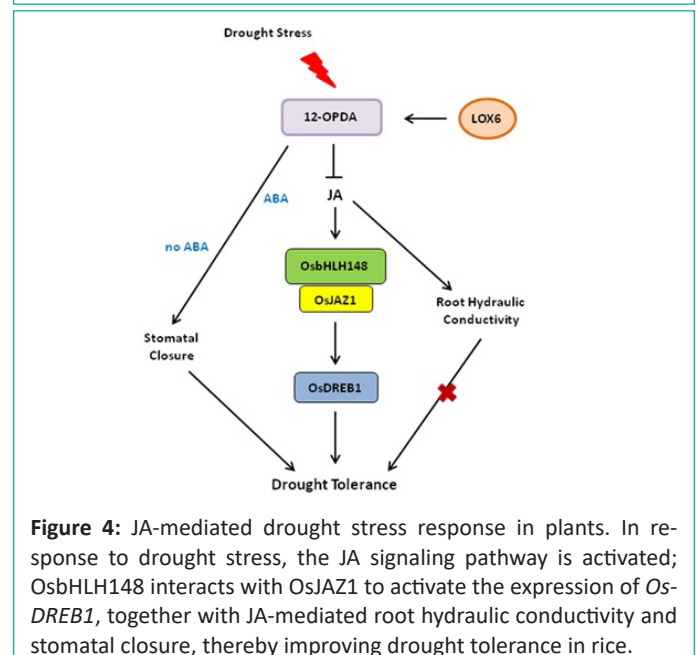 Drought Stress
12-OPDA
LOX6
ABA
JA
no ABA
OsbHLH148
OsJAZ1
Root Hydraulic
Conductivity
Stomatal
Closure
OsDREB1
Drought Tolerance
Figure 4: JA-mediated drought stress response in plants. In re-
sponse to drought stress, the JA signaling pathway is activated;
OsbHLH148 interacts with OsJAZ1 to activate the expression of Os-
DREB1, together with JA-mediated root hydraulic conductivity and
stomatal closure, thereby improving drought tolerance in rice.